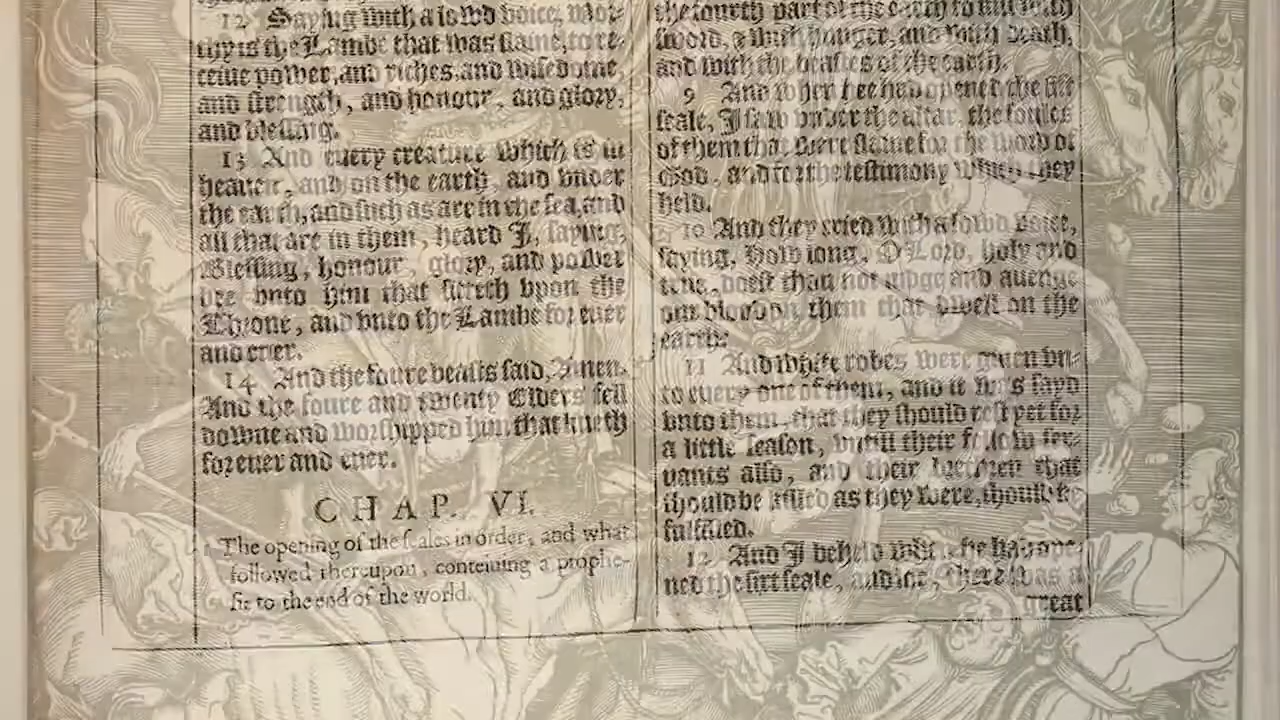 12 Saying with a lowd voice, Wor-
thy is the Lambe that was slaine, to re-
ceiue power, and riches, and wisedome,
and strength, and honour, and glory,
and blessing.
13 And euery creature which is in
heauen, and on the earth, and vnder
the earth, and such as are in the sea, and
all that are in them, heard I, saying,
Blessing, honour, glory, and power
bee vnto him that sitteth vpon the
Throne, and vnto the Lambe for euer
and euer.
14 And the foure beasts said, Amen.
And the foure and twenty Elders fell
downe and worshipped him that liueth
for euer and euer.
CHAP. VI.
The opening of the seales in order, and what
followed thereupon, conteining a prophe-
sie to the end of the world.
the fourth part of the earth to kill with
sword, & with hunger, and with death,
and with the beastes of the earth.
9 And when hee had opened the fift
seale, I saw vnder the altar, the soules
of them that were slaine for the word of
God, and for the testimony which they
held.
10 And they cried with a lowd voice,
saying, How long, O Lord, holy and
true, doest thou not iudge and auenge
our blood on them that dwell on the
earth?
11 And white robes were giuen vn-
to euery one of them, and it was sayd
vnto them, that they should rest yet for
a little season, vntill their fellow ser-
uants also, and their brethren that
should be killed as they were, should be
fulfilled.
12 And I beheld when he had ope-
ned the sixt seale, and loe, there was a
great